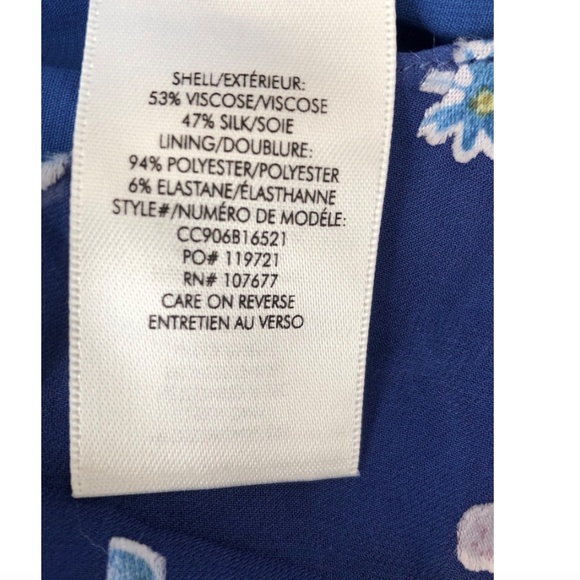 SHELL/EXTÉRIEUR:
53% VISCOSE/VISCOSE
47% SILK/SOIE
LINING/DOUBLURE:
94% POLYESTER/POLYESTER
6% ELASTANE/ÉLASTHANNE
STYLE#/NUMÉRO DE MODÉLE:
CC906B16521
PO# 119721
RN# 107677
CARE ON REVERSE
ENTRETIEN AU VERSO